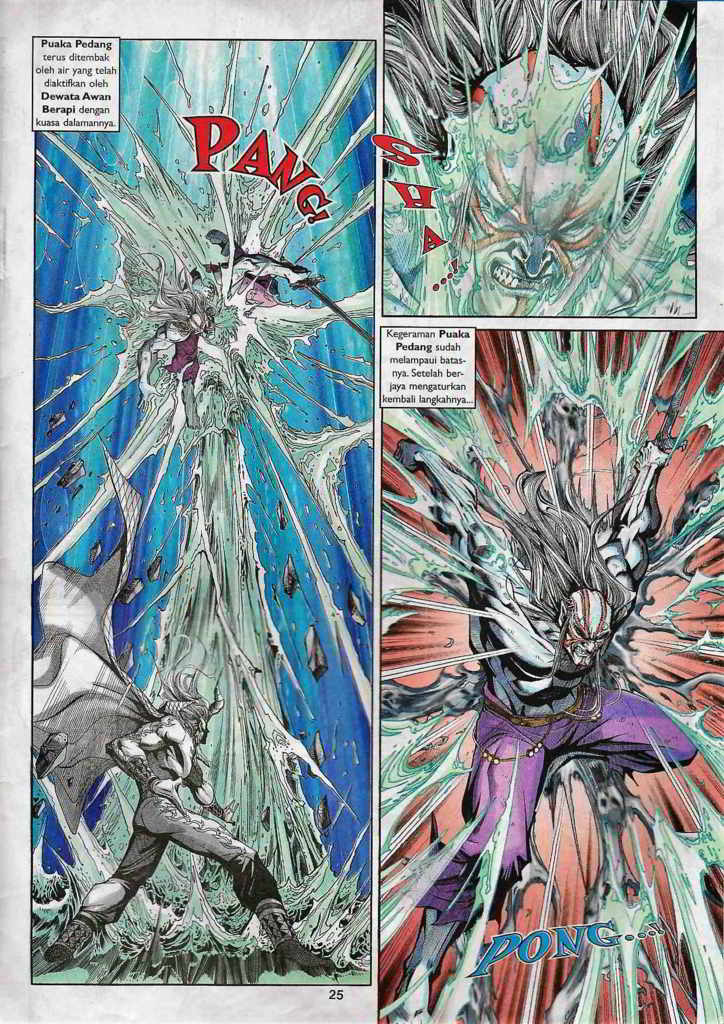 Puaka Pedang
terus ditembak
oleh air yang telah
diaktifkan oleh
Dewata Awan
Berapi dengan
kuasa dalamannya.
PANG!
SHA...!
Kegeraman Puaka
Pedang sudah
melampaui batas-
nya. Setelah ber-
jaya mengaturkan
kembali langkahnya...
PONG...!
25